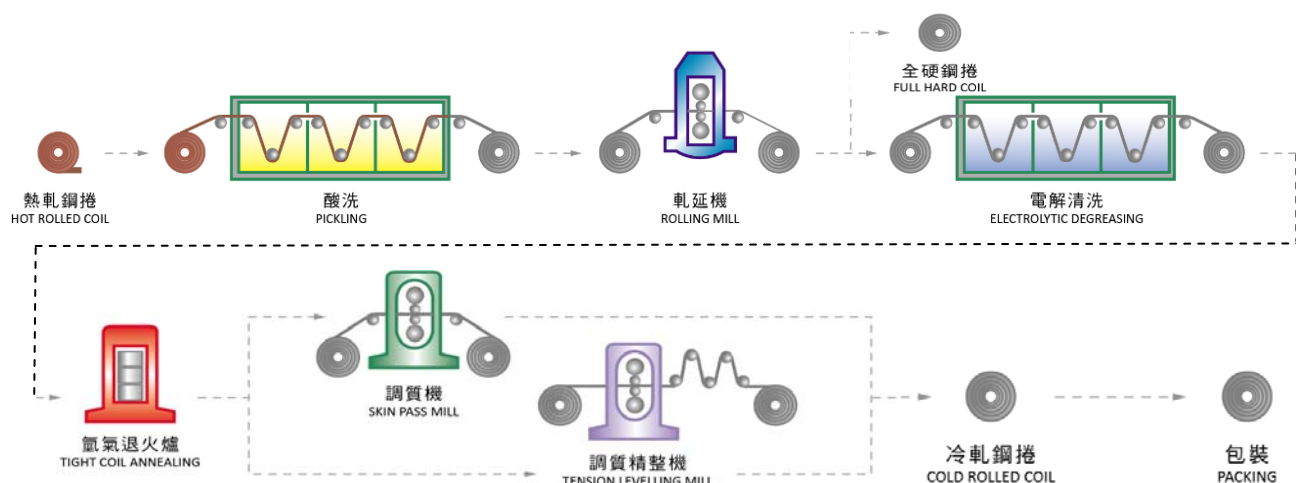 全硬鋼捲
FULL HARD COIL
熱軋鋼捲
HOT ROLLED COIL
酸洗
PICKLING
軋延機
ROLLING MILL
電解清洗
ELECTROLYTIC DEGREASING
氫氣退火爐
TIGHT COIL ANNEALING
調質機
SKIN PASS MILL
調質精整機
TENSION LEVELLING MILL
冷軋鋼捲
COLD ROLLED COIL
包裝
PACKING